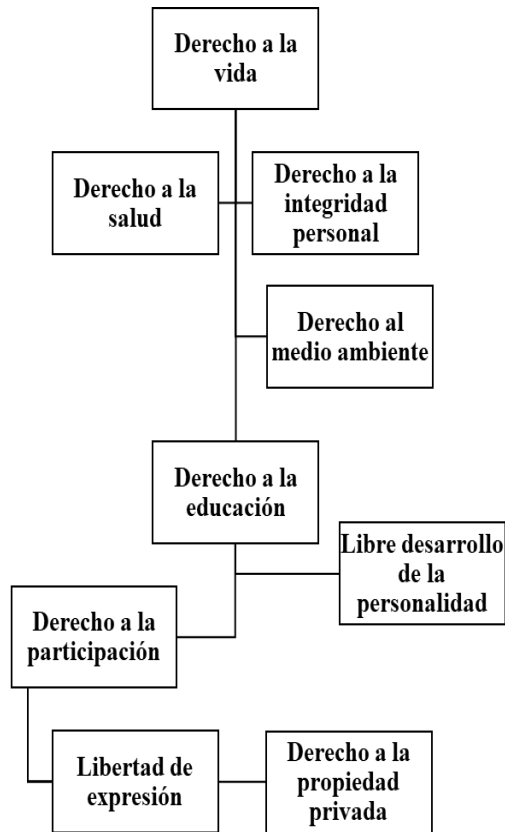 Derecho a la
vida
Derecho a la
salud
Derecho a la
integridad
personal
Derecho al
medio ambiente
Derecho a la
educación
Libre desarrollo
de la
personalidad
Derecho a la
participación
Libertad de
expresión
Derecho a la
propiedad
privada